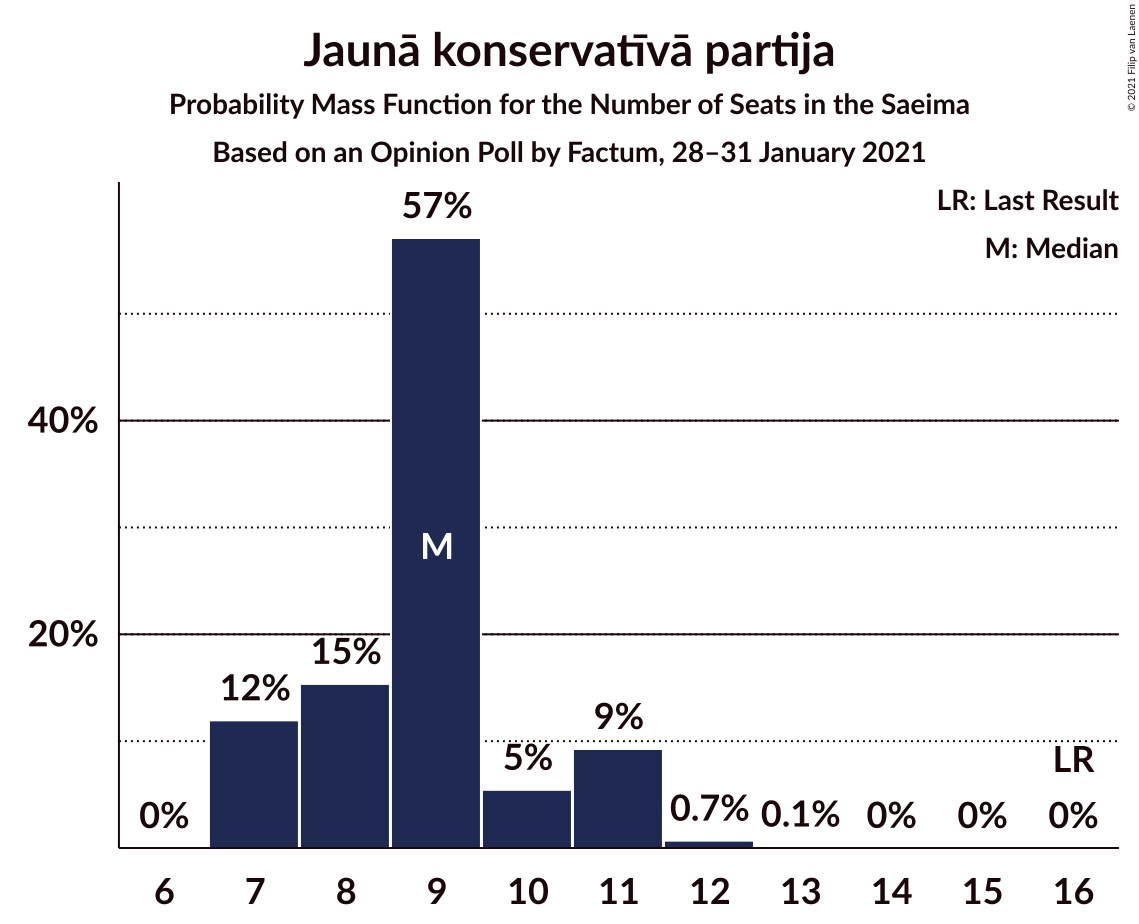 Jaunā konservatīvā partija
Probability Mass Function for the Number of Seats in the Saeima
Based on an Opinion Poll by Factum, 28–31 January 2021
© 2021 Filip van Laenen
LR: Last Result
M: Median
57%
40%
M
20%
15%
12%
9%
5%
LR
0%
0.7%
0.1%
0%
0%
0%
6 7 8 9 10 11 12 13 14 15 16